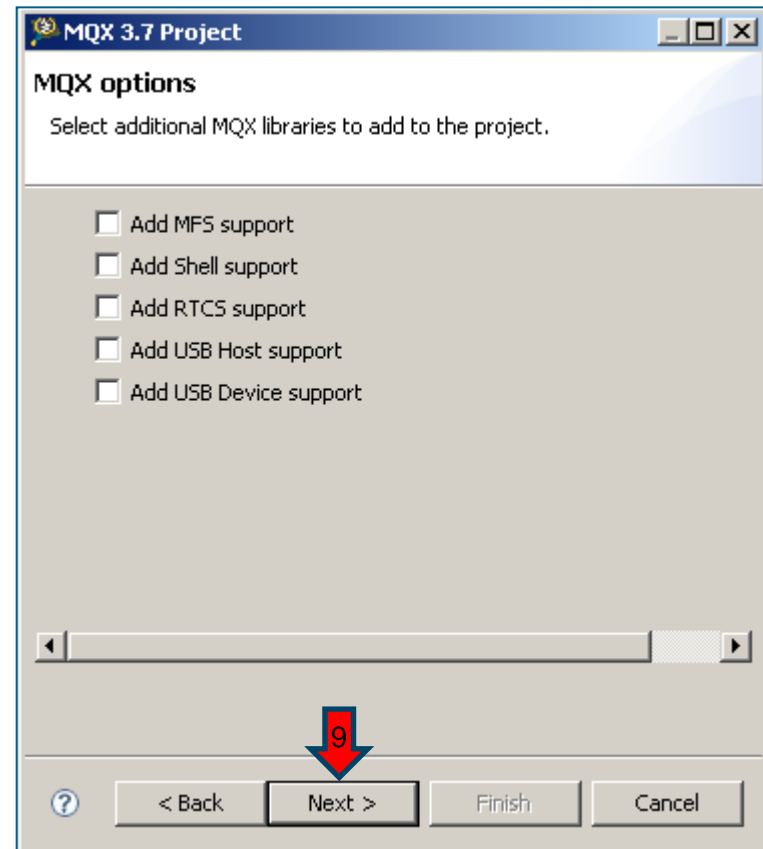 MQX 3.7 Project
MQX options
Select additional MQX libraries to add to the project.
Add MFS support
Add Shell support
Add RTCS support
Add USB Host support
Add USB Device support
9
< Back Next > Finish Cancel